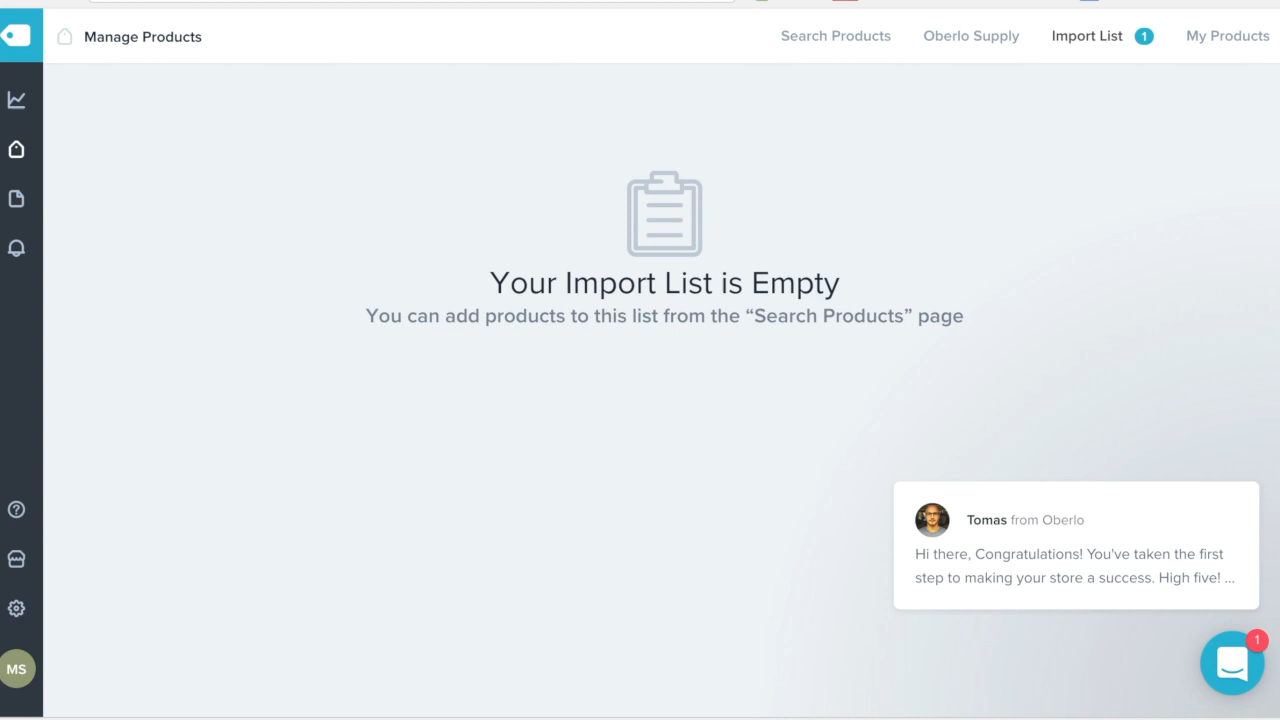 Manage Products
Search Products
Oberlo Supply
Import List 1
My Products
Your Import List is Empty
You can add products to this list from the “Search Products” page
Tomas from Oberlo
Hi there, Congratulations! You've taken the first
step to making your store a success. High five! ...
1
MS